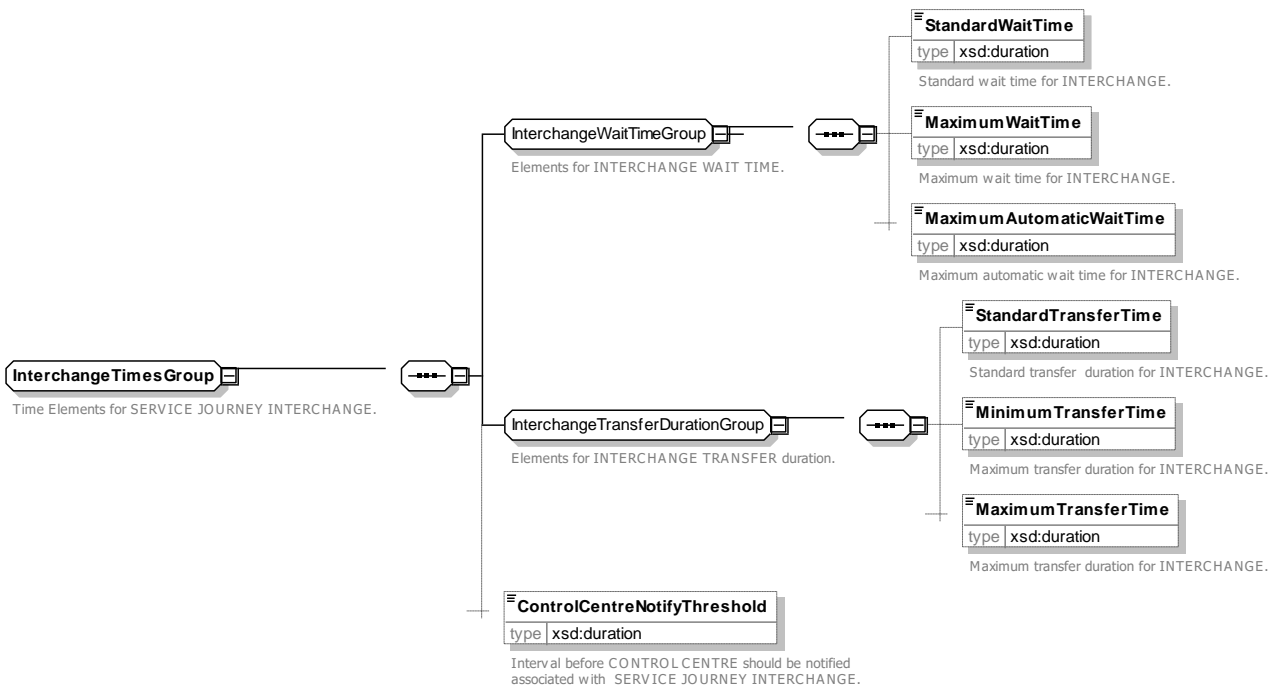 StandardWaitTime
type xsd:duration
Standard wait time for INTERCHANGE.
InterchangeWaitTimeGroup
Elements for INTERCHANGE WAIT TIME.
MaximumWaitTime
type xsd:duration
Maximum wait time for INTERCHANGE.
MaximumAutomaticWaitTime
type xsd:duration
Maximum automatic wait time for INTERCHANGE.
InterchangeTimesGroup
Time Elements for SERVICE JOURNEY INTERCHANGE.
StandardTransferTime
type xsd:duration
Standard transfer duration for INTERCHANGE.
InterchangeTransferDurationGroup
Elements for INTERCHANGE TRANSFER duration.
MinimumTransferTime
type xsd:duration
Maximum transfer duration for INTERCHANGE.
MaximumTransferTime
type xsd:duration
Maximum transfer duration for INTERCHANGE.
ControlCentreNotifyThreshold
type xsd:duration
Interval before CONTROL CENTRE should be notified
associated with SERVICE JOURNEY INTERCHANGE.